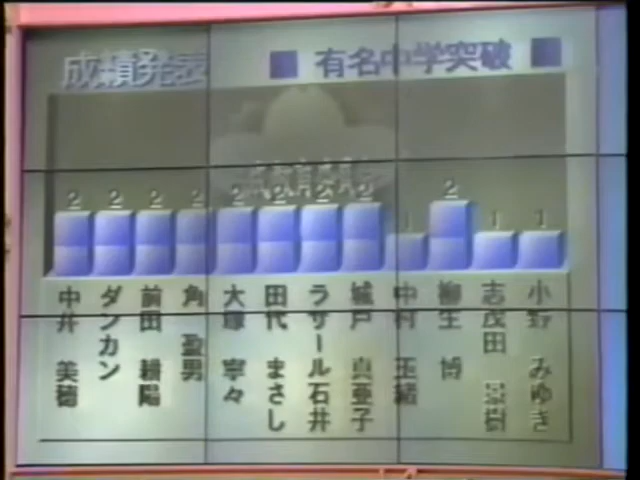 成績発表 ■ 有名中学突破 ■
2 2 2 2 2 2 2 2 1 2 1 1
中井 美穂
ダンカン
前田 耕陽
角 盈男
大塚 寧々
田代 まさし
ラサール石井
城戸 真亜子
中村 玉緒
柳生 博
志茂田 景樹
小野 みゆき